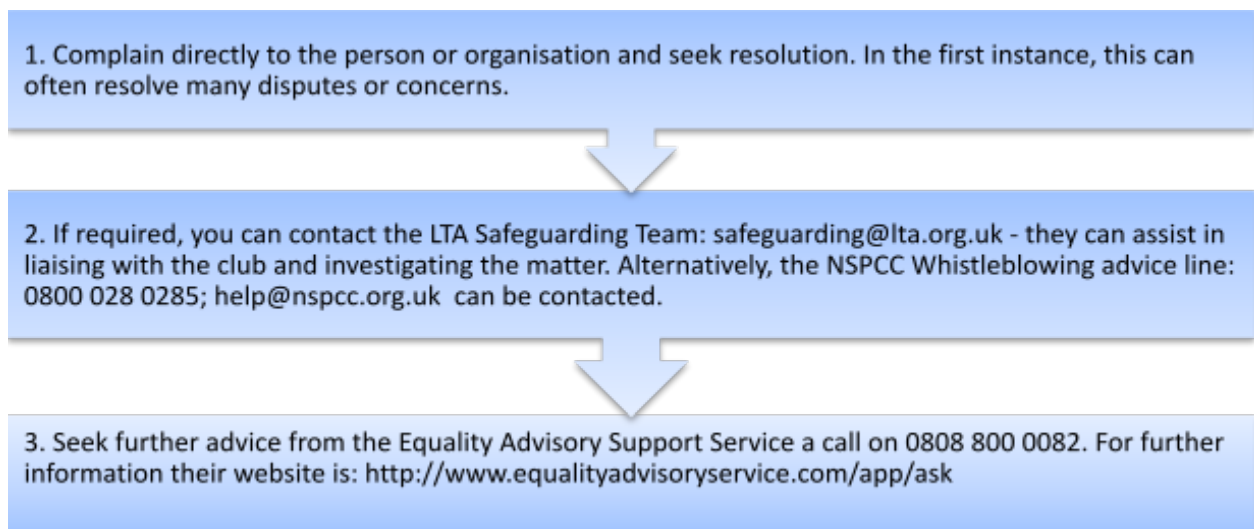 1. Complain directly to the person or organisation and seek resolution. In the first instance, this can
often resolve many disputes or concerns.
2. If required, you can contact the LTA Safeguarding Team: safeguarding@lta.org.uk - they can assist in
liaising with the club and investigating the matter. Alternatively, the NSPCC Whistleblowing advice line:
0800 028 0285; help@nspcc.org.uk  can be contacted.
3. Seek further advice from the Equality Advisory Support Service a call on 0808 800 0082. For further
information their website is: http://www.equalityadvisoryservice.com/app/ask